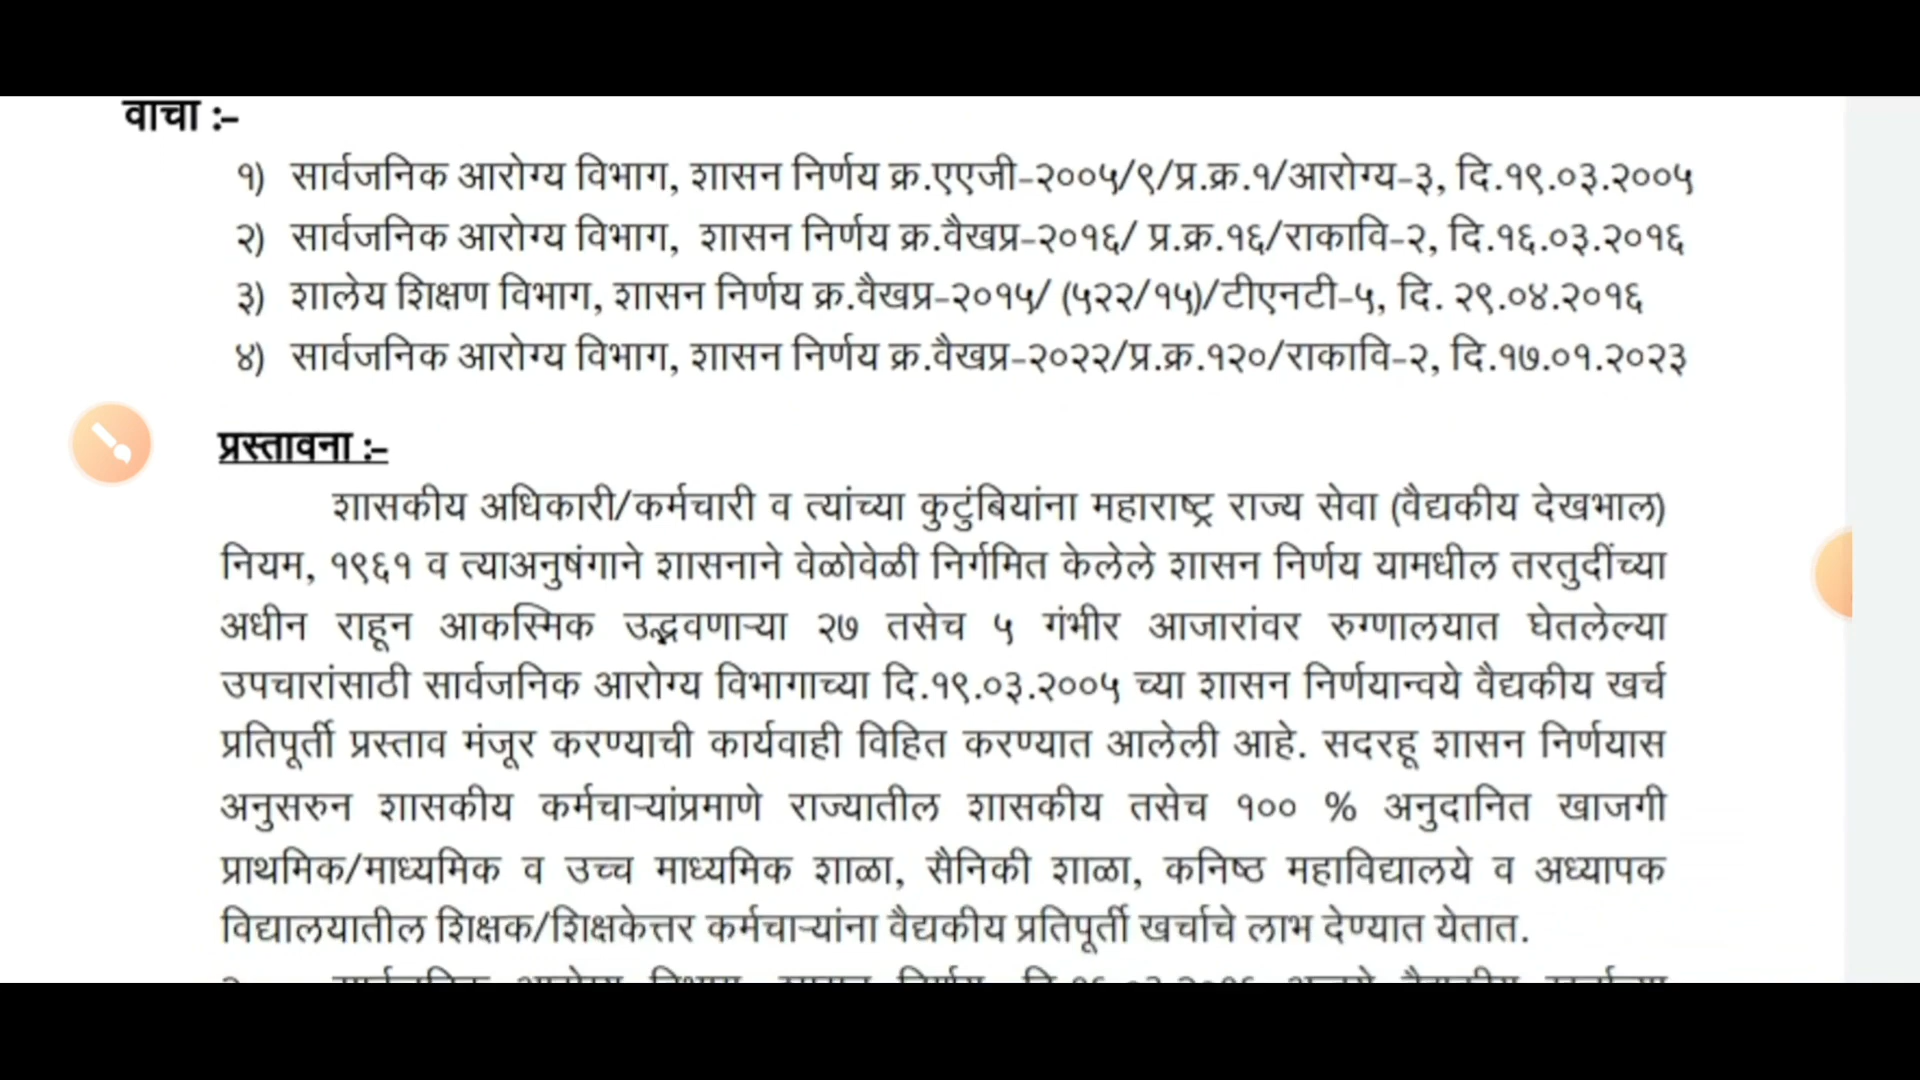 वाचा :-
१) सार्वजनिक आरोग्य विभाग, शासन निर्णय क्र.एएजी-२००५/९/प्र.क्र.१/आरोग्य-३, दि.१९.०३.२००५
२) सार्वजनिक आरोग्य विभाग, शासन निर्णय क्र.वैखप्र-२०१६/ प्र.क्र.१६/राकावि-२, दि.१६.०३.२०१६
३) शालेय शिक्षण विभाग, शासन निर्णय क्र.वैखप्र-२०१५/ (५२२/१५)/टीएनटी-५, दि. २९.०४.२०१६
४) सार्वजनिक आरोग्य विभाग, शासन निर्णय क्र.वैखप्र-२०२२/प्र.क्र.१२०/राकावि-२, दि.१७.०१.२०२३
प्रस्तावना :-
शासकीय अधिकारी/कर्मचारी व त्यांच्या कुटुंबियांना महाराष्ट्र राज्य सेवा (वैद्यकीय देखभाल)
नियम, १९६१ व त्याअनुषंगाने शासनाने वेळोवेळी निर्गमित केलेले शासन निर्णय यामधील तरतुदींच्या
अधीन राहून आकस्मिक उद्भवणाऱ्या २७ तसेच ५ गंभीर आजारांवर रुग्णालयात घेतलेल्या
उपचारांसाठी सार्वजनिक आरोग्य विभागाच्या दि.१९.०३.२००५ च्या शासन निर्णयान्वये वैद्यकीय खर्च
प्रतिपूर्ती प्रस्ताव मंजूर करण्याची कार्यवाही विहित करण्यात आलेली आहे. सदरहू शासन निर्णयास
अनुसरुन शासकीय कर्मचाऱ्यांप्रमाणे राज्यातील शासकीय तसेच १०० % अनुदानित खाजगी
प्राथमिक/माध्यमिक व उच्च माध्यमिक शाळा, सैनिकी शाळा, कनिष्ठ महाविद्यालये व अध्यापक
विद्यालयातील शिक्षक/शिक्षकेत्तर कर्मचाऱ्यांना वैद्यकीय प्रतिपूर्ती खर्चाचे लाभ देण्यात येतात.